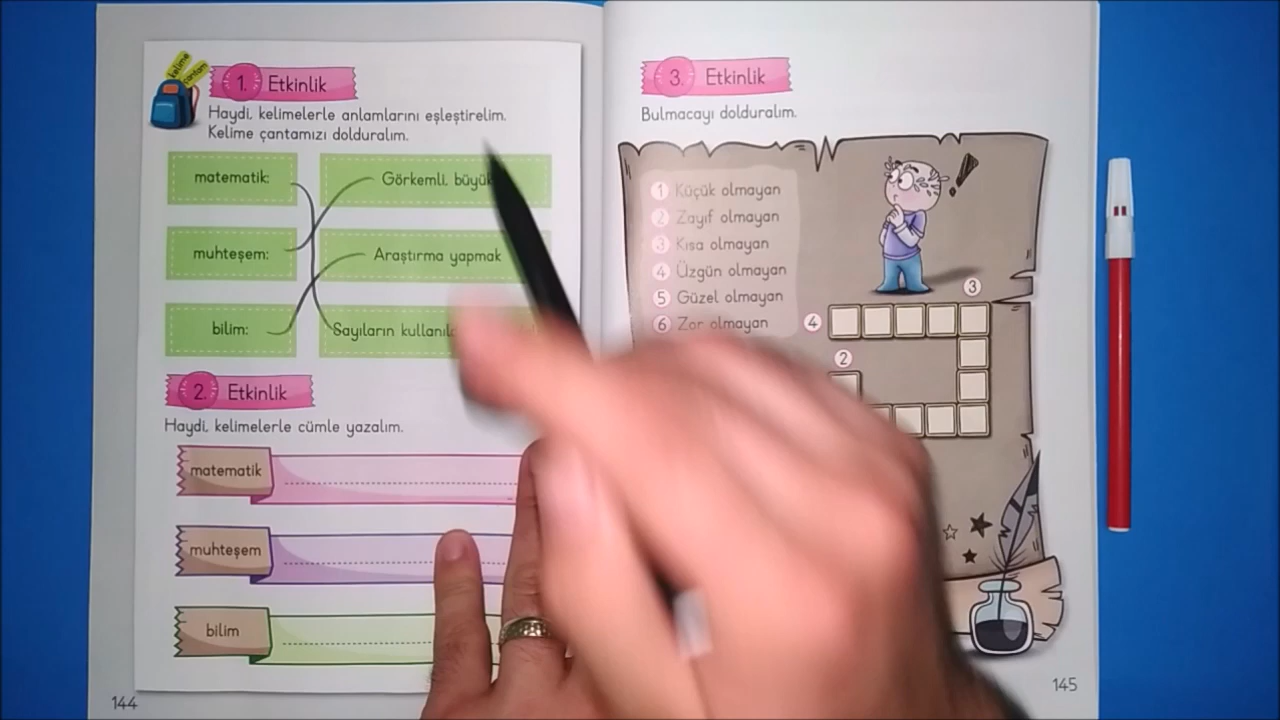 kelime
çantam
1. Etkinlik
Haydi, kelimelerle anlamlarını eşleştirelim.
Kelime çantamızı dolduralım.
matematik: Görkemli, büyük
muhteşem: Araştırma yapmak
bilim: Sayıların
2. Etkinlik
Haydi, kelimelerle cümle yazalım.
matematik
muhteşem
bilim
144
3. Etkinlik
Bulmacayı dolduralım.
1 Küçük olmayan
2 Zayıf olmayan
3 Kısa olmayan
4 Üzgün olmayan
5 Güzel olmayan
6 Zor olmayan
3
4
2
145